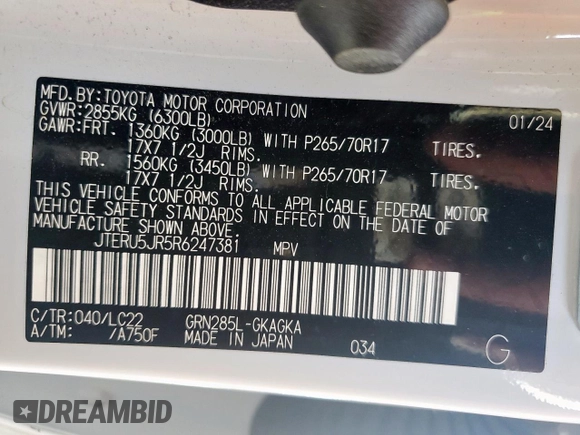 MFD.BY:TOYOTA MOTOR CORPORATION 01/24
GVWR:2855KG (6300LB)
GAWR:FRT. 1360KG (3000LB) WITH P265/70R17 TIRES.
17X7 1/2J RIMS.
RR. 1560KG (3450LB) WITH P265/70R17 TIRES.
17X7 1/2J RIMS.
THIS VEHICLE CONFORMS TO ALL APPLICABLE FEDERAL MOTOR
VEHICLE SAFETY STANDARDS IN EFFECT ON THE DATE OF
MANUFACTURE SHOWN ABOVE.
JTERU5JR5R6247381 MPV
C/TR:040/LC22 GRN285L-GKAGKA
A/TM: /A750F MADE IN JAPAN 034 G
DREAMBID